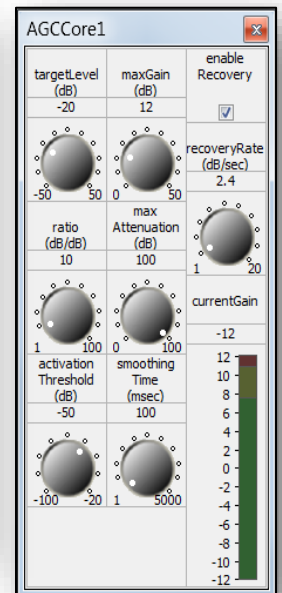 AGCCore1
targetLevel
(dB)
-20
-50 50
maxGain
(dB)
12
0 50
enable
Recovery
recoveryRate
(dB/sec)
2.4
1 20
ratio
(dB/dB)
10
1 100
max
Attenuation
(dB)
100
0 100
currentGain
-12
12
10
8
6
4
2
0
-2
-4
-6
-8
-10
-12
activation
Threshold
(dB)
-50
-100 -20
smoothing
Time
(msec)
100
1 5000